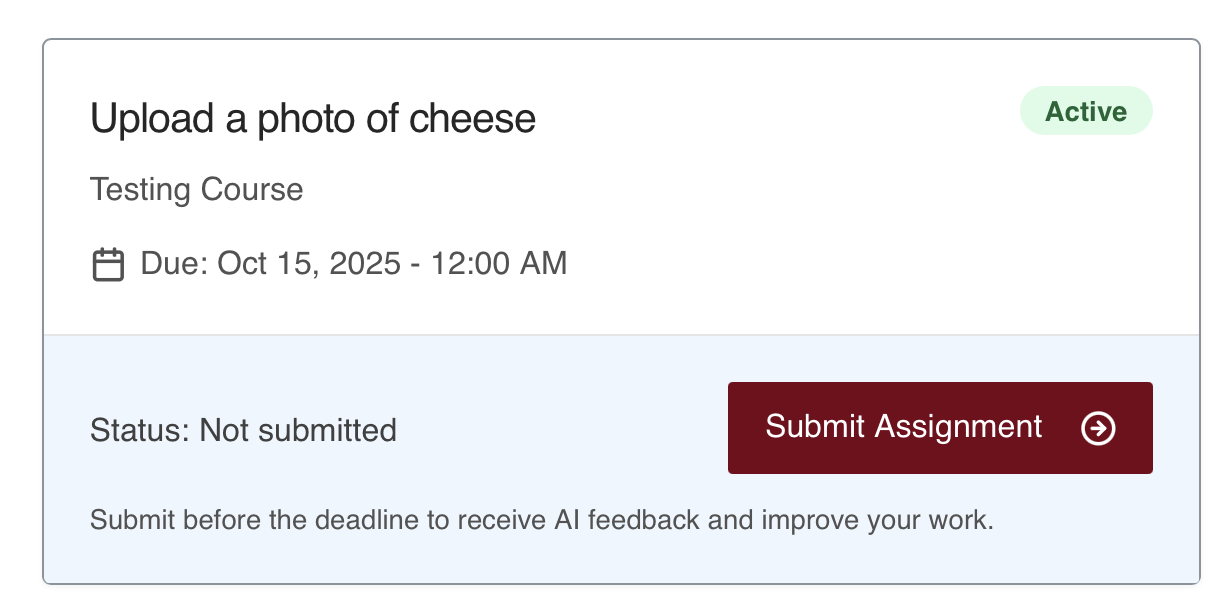 Upload a photo of cheese
Active
Testing Course
Due: Oct 15, 2025 - 12:00 AM
Status: Not submitted
Submit Assignment
Submit before the deadline to receive AI feedback and improve your work.